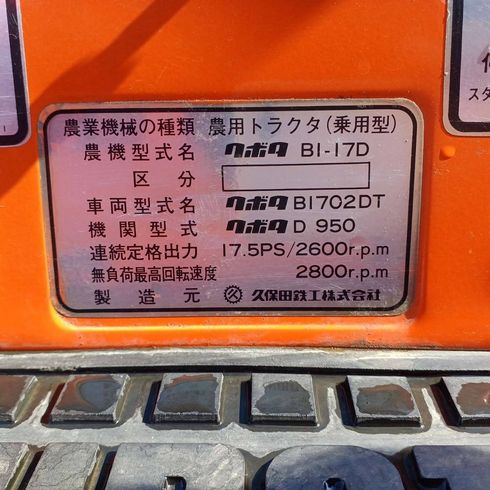 農業機械の種類 農用トラクタ(乗用型)
農機型式名 クボタ B1-17D
区分
車両型式名 クボタ B1702DT
機関型式 クボタ D 950
連続定格出力 17.5PS/2600r.p.m
無負荷最高回転速度 2800r.p.m
製造元 久保田鉄工株式会社
スタ